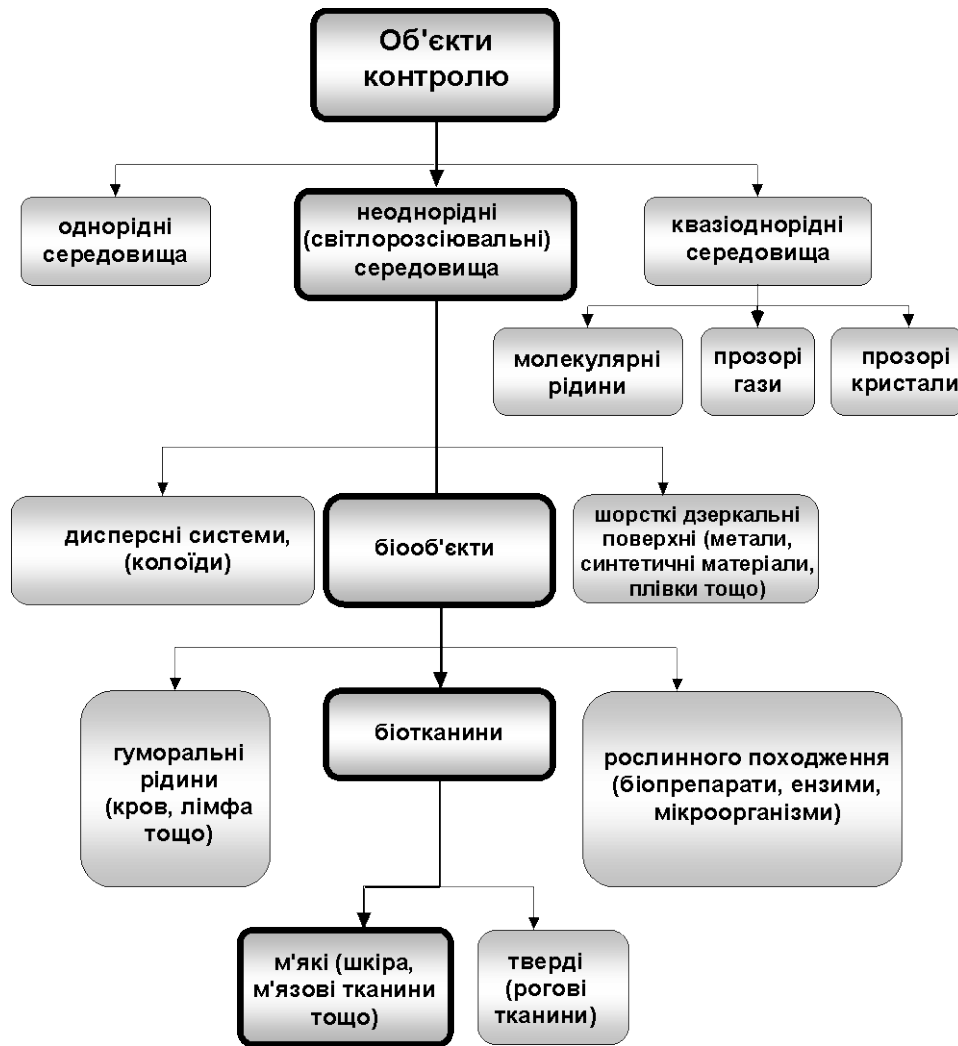 Об'єкти
контролю
однорідні
середовища
неоднорідні
(світлорозсіювальні)
середовища
квазіоднорідні
середовища
молекулярні
рідини
прозорі
гази
прозорі
кристали
дисперсні системи,
(колоїди)
біооб'єкти
шорсткі дзеркальні
поверхні (метали,
синтетичні матеріали,
плівки тощо)
гуморальні
рідини
(кров, лімфа
тощо)
біотканини
рослинного походження
(біопрепарати, ензими,
мікроорганізми)
м'які (шкіра,
м'язові тканини
тощо)
тверді
(рогові
тканини)